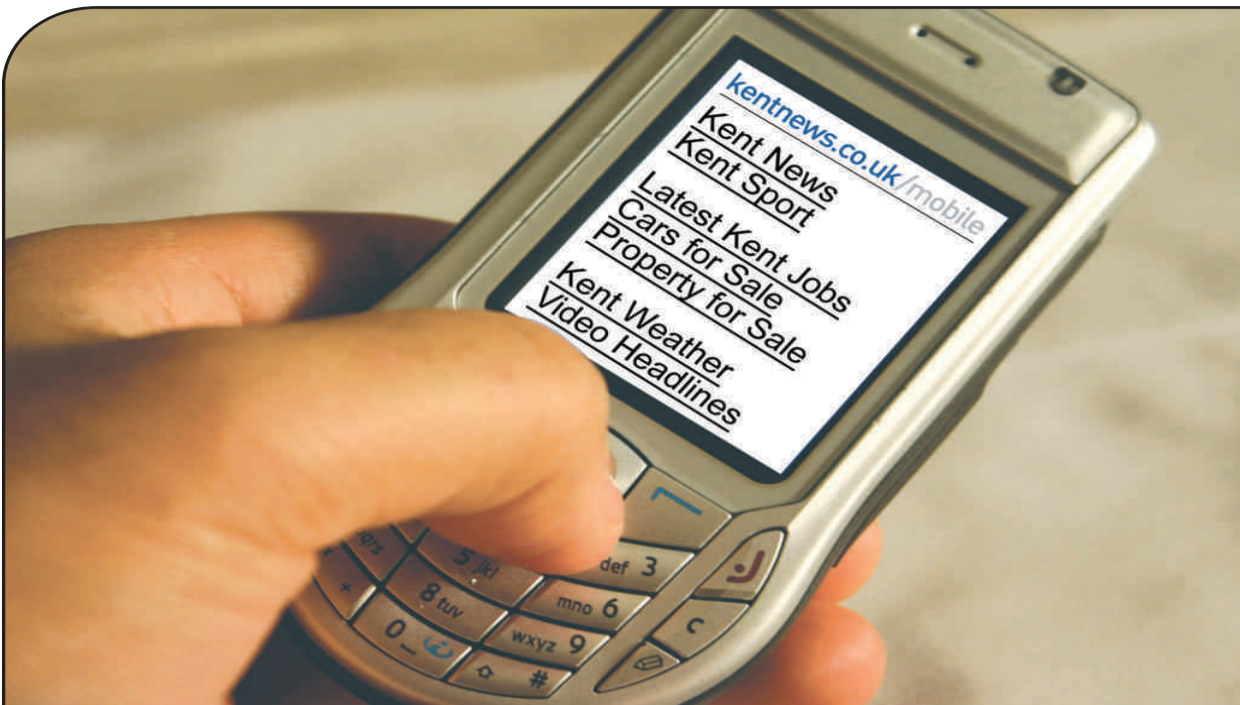 kentnews.co.uk/mobile
Kent News
Kent Sport
Latest Kent Jobs
Cars for Sale
Property for Sale
Kent Weather
Video Headlines
def 3
5 jkl
mno 6
8 tuv
wxyz 9
0
#
c
+